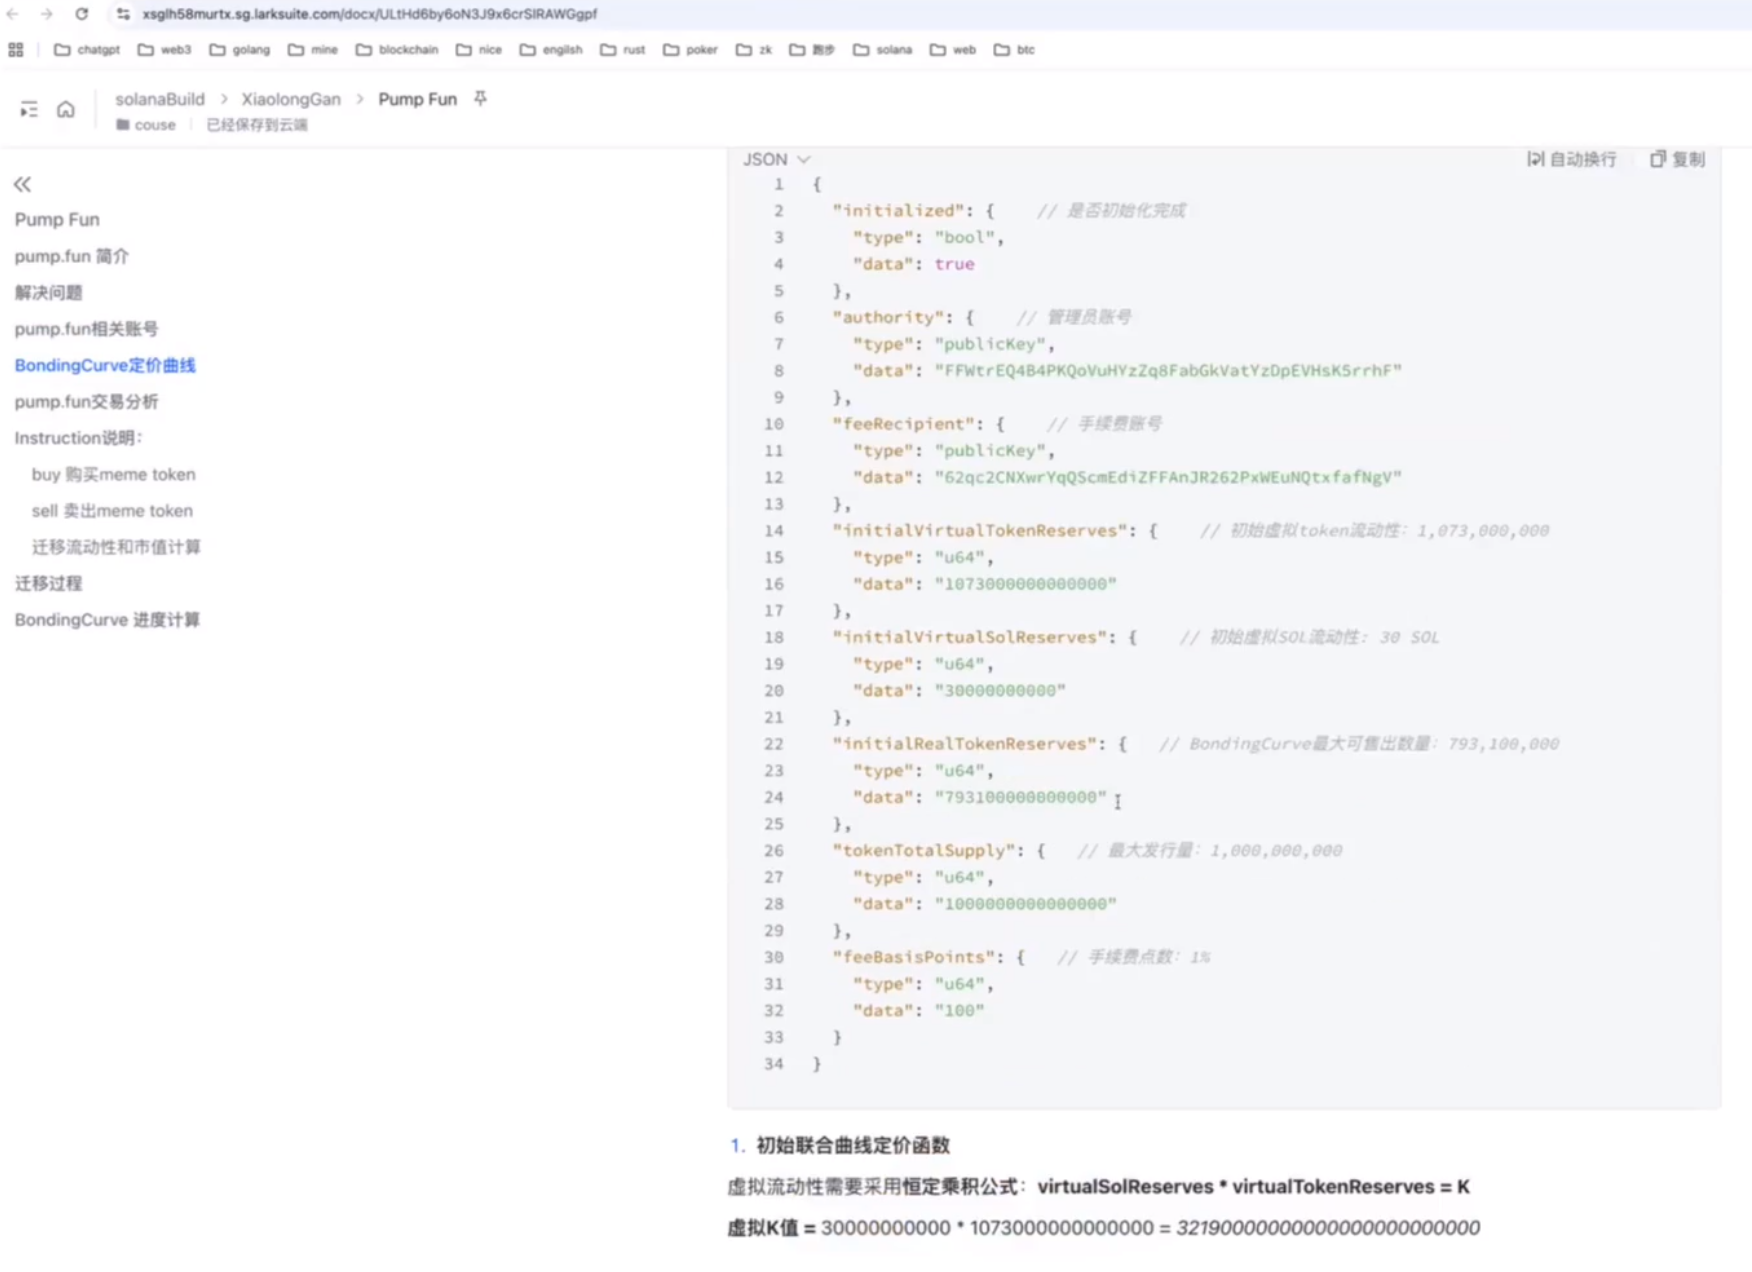 xsglh58murtx.sg.larksuite.com/docx/ULtHd6by6oN3J9x6crSlRAWGgpf
chatgpt web3 golang mine blockchain nice engilsh rust poker zk 跑步 solana web btc
solanaBuild > XiaolongGan > Pump Fun
couse 已经保存到云端
Pump Fun
pump.fun 简介
解决问题
pump.fun相关账号
BondingCurve定价曲线
pump.fun交易分析
Instruction说明：
buy 购买meme token
sell 卖出meme token
迁移流动性和市值计算
迁移过程
BondingCurve 进度计算
JSON 自动换行 复制
1 {
2 "initialized": { // 是否初始化完成
3 "type": "bool",
4 "data": true
5 },
6 "authority": { // 管理员账号
7 "type": "publicKey",
8 "data": "FFWtrEQ4B4PKQoVuHYzZq8FabGkVatYzDpEVHsK5rrhF"
9 },
10 "feeRecipient": { // 手续费账号
11 "type": "publicKey",
12 "data": "62qc2CNXwrYqQScmEdiZFFAnJR262PxWEuNQtxfafNgV"
13 },
14 "initialVirtualTokenReserves": { // 初始虚拟token流动性：1,073,000,000
15 "type": "u64",
16 "data": "1073000000000000"
17 },
18 "initialVirtualSolReserves": { // 初始虚拟SOL流动性: 30 SOL
19 "type": "u64",
20 "data": "30000000000"
21 },
22 "initialRealTokenReserves": { // BondingCurve最大可售出数量：793,100,000
23 "type": "u64",
24 "data": "793100000000000"
25 },
26 "tokenTotalSupply": { // 最大发行量：1,000,000,000
27 "type": "u64",
28 "data": "1000000000000000"
29 },
30 "feeBasisPoints": { // 手续费点数：1%
31 "type": "u64",
32 "data": "100"
33 }
34 }
1. 初始联合曲线定价函数
虚拟流动性需要采用恒定乘积公式：virtualSolReserves * virtualTokenReserves = K
虚拟K值 = 30000000000 * 1073000000000000 = 32190000000000000000000000